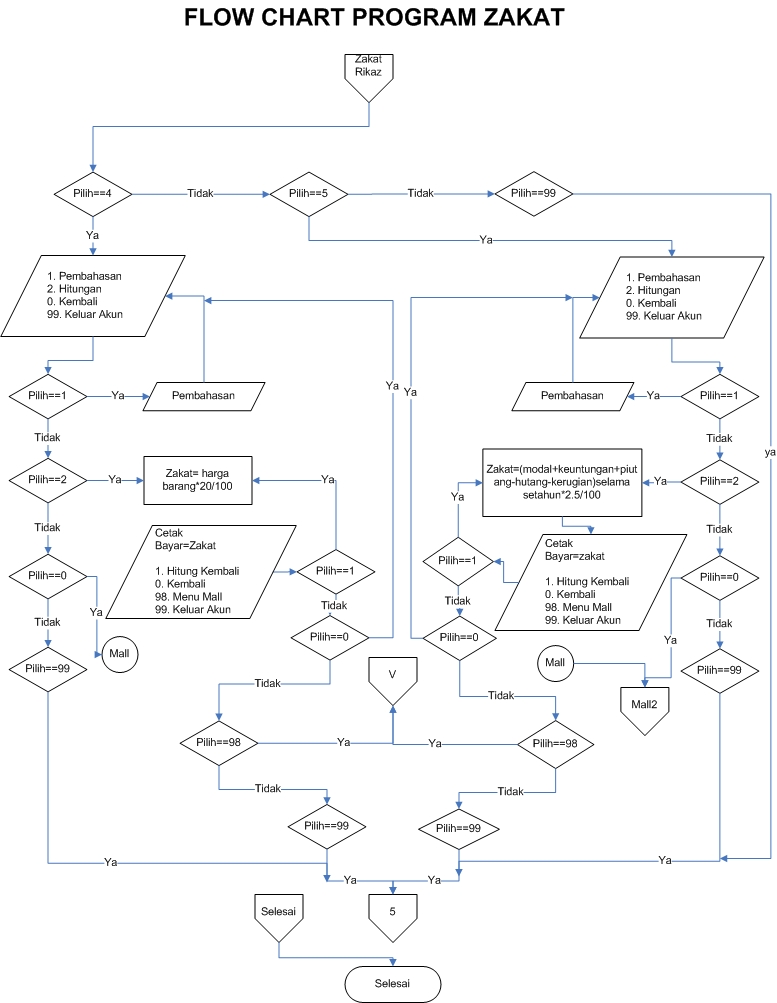 FLOW CHART PROGRAM ZAKAT
Zakat
Rikaz
Pilih==4
Tidak
Pilih==5
Tidak
Pilih==99
Ya
Ya
1. Pembahasan
2. Hitungan
0. Kembali
99. Keluar Akun
1. Pembahasan
2. Hitungan
0. Kembali
99. Keluar Akun
Pilih==1
Ya
Pembahasan
Ya
Ya
Pembahasan
Ya
Pilih==1
Tidak
Tidak
ya
Pilih==2
Ya
Zakat= harga
barang*20/100
Ya
Zakat=(modal+keuntungan+piut
ang-hutang-kerugian)selama
setahun*2.5/100
Ya
Ya
Pilih==2
Tidak
Tidak
Cetak
Bayar=Zakat
1. Hitung Kembali
0. Kembali
98. Menu Mall
99. Keluar Akun
Pilih==1
Pilih==1
Cetak
Bayar=zakat
1. Hitung Kembali
0. Kembali
98. Menu Mall
99. Keluar Akun
Pilih==0
Ya
Pilih==0
Tidak
Tidak
Tidak
Tidak
Pilih==0
Pilih==0
Ya
Mall
Pilih==99
Mall
Pilih==99
V
Tidak
Tidak
Mall2
Pilih==98
Ya
Ya
Pilih==98
Tidak
Tidak
Pilih==99
Pilih==99
Ya
Ya
Ya
Ya
Selesai
5
Selesai